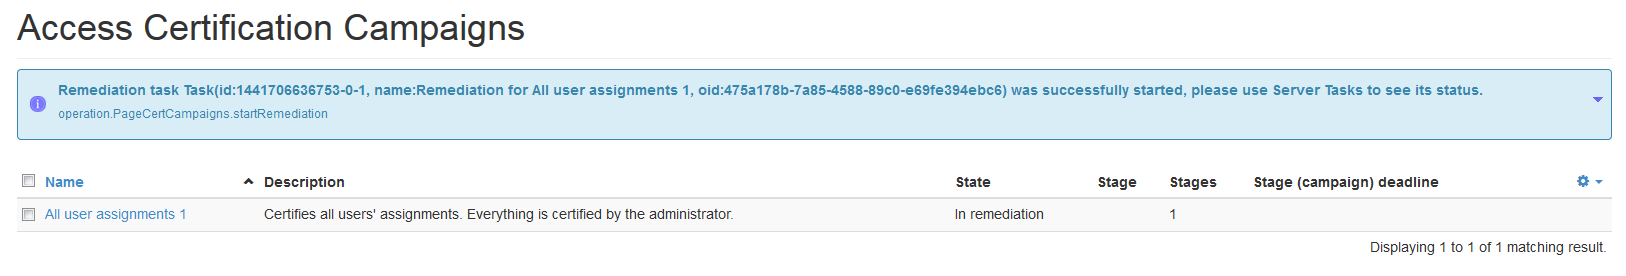 Access Certification Campaigns
Remediation task Task(id:1441706636753-0-1, name:Remediation for All user assignments 1, oid:475a178b-7a85-4588-89c0-e69fe394ebc6) was successfully started, please use Server Tasks to see its status.
operation.PageCertCampaigns.startRemediation
Name Description State Stage Stages Stage (campaign) deadline
All user assignments 1 Certifies all users' assignments. Everything is certified by the administrator. In remediation 1
Displaying 1 to 1 of 1 matching result.